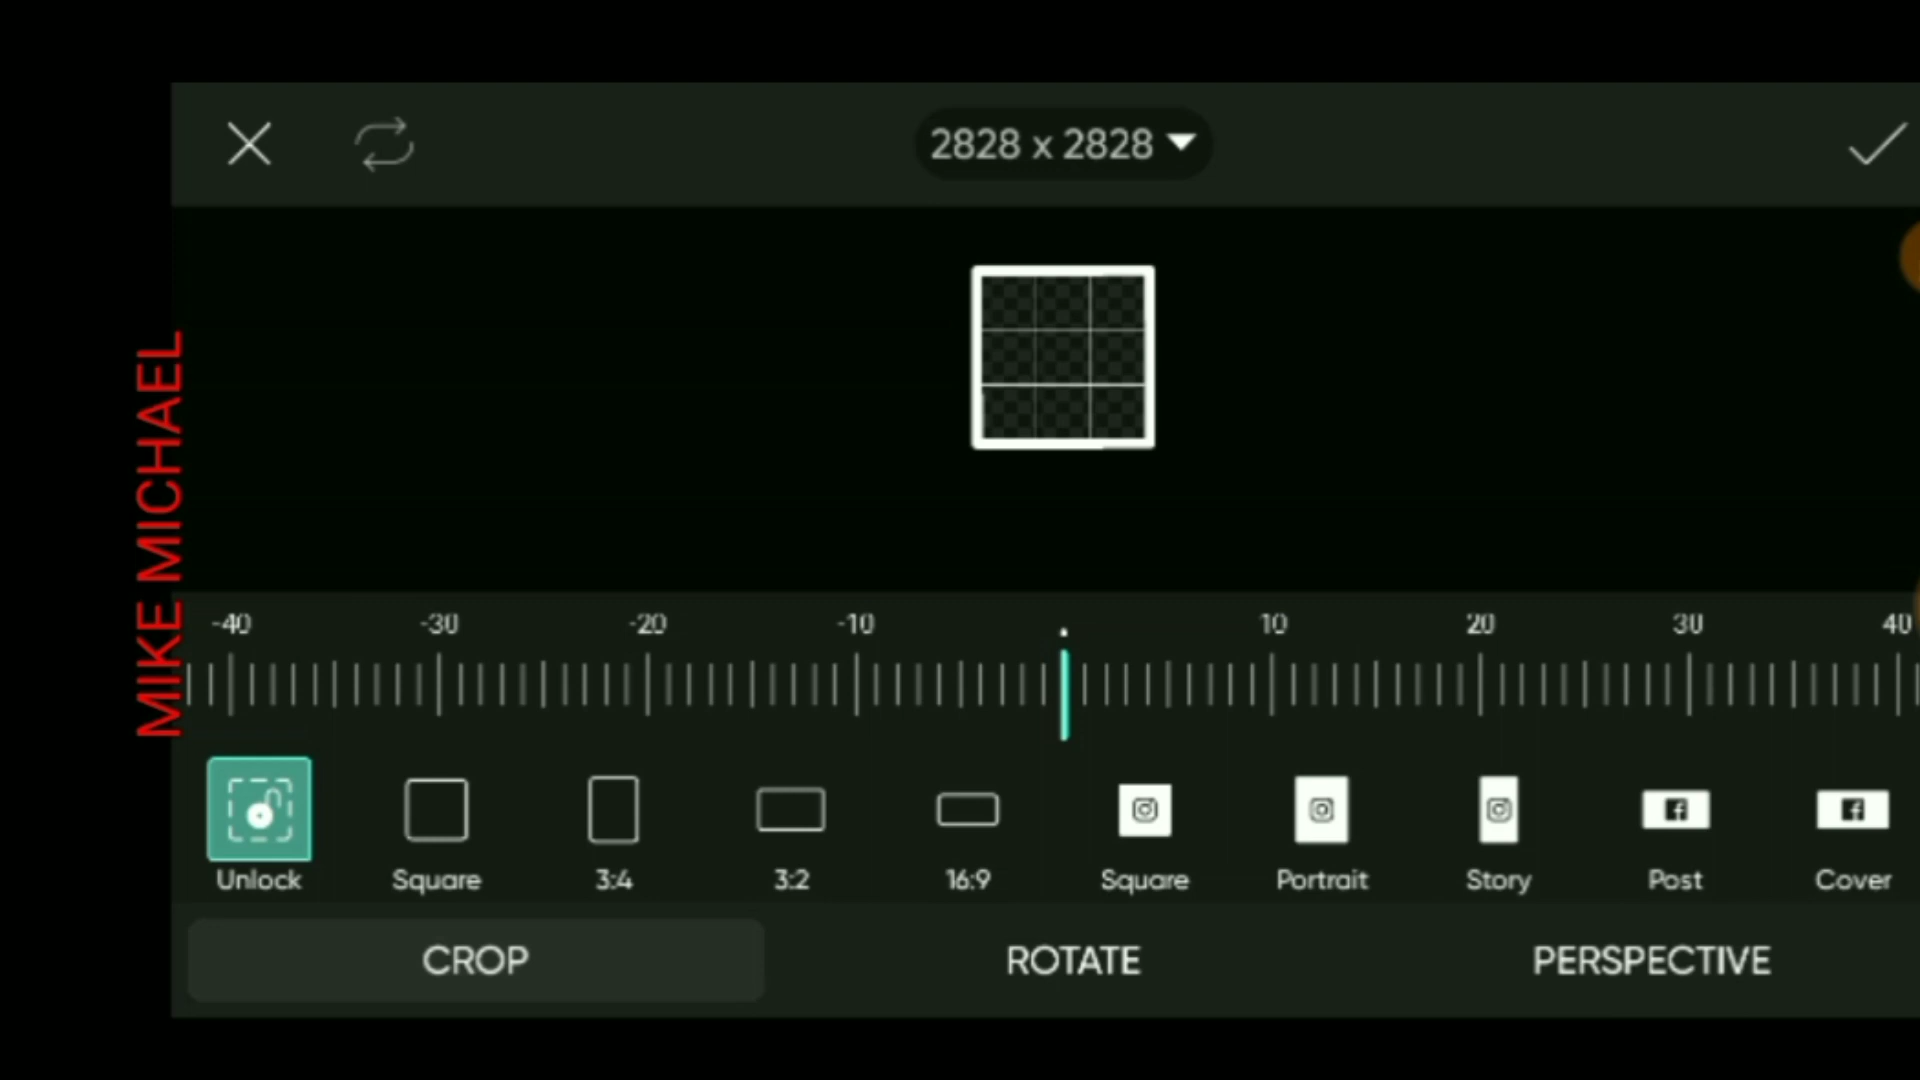 2828 x 2828
MIKE MICHAEL
-40 -30 -20 -10 10 20 30 40
Unlock Square 3:4 3:2 16:9 Square Portrait Story Post Cover
CROP ROTATE PERSPECTIVE